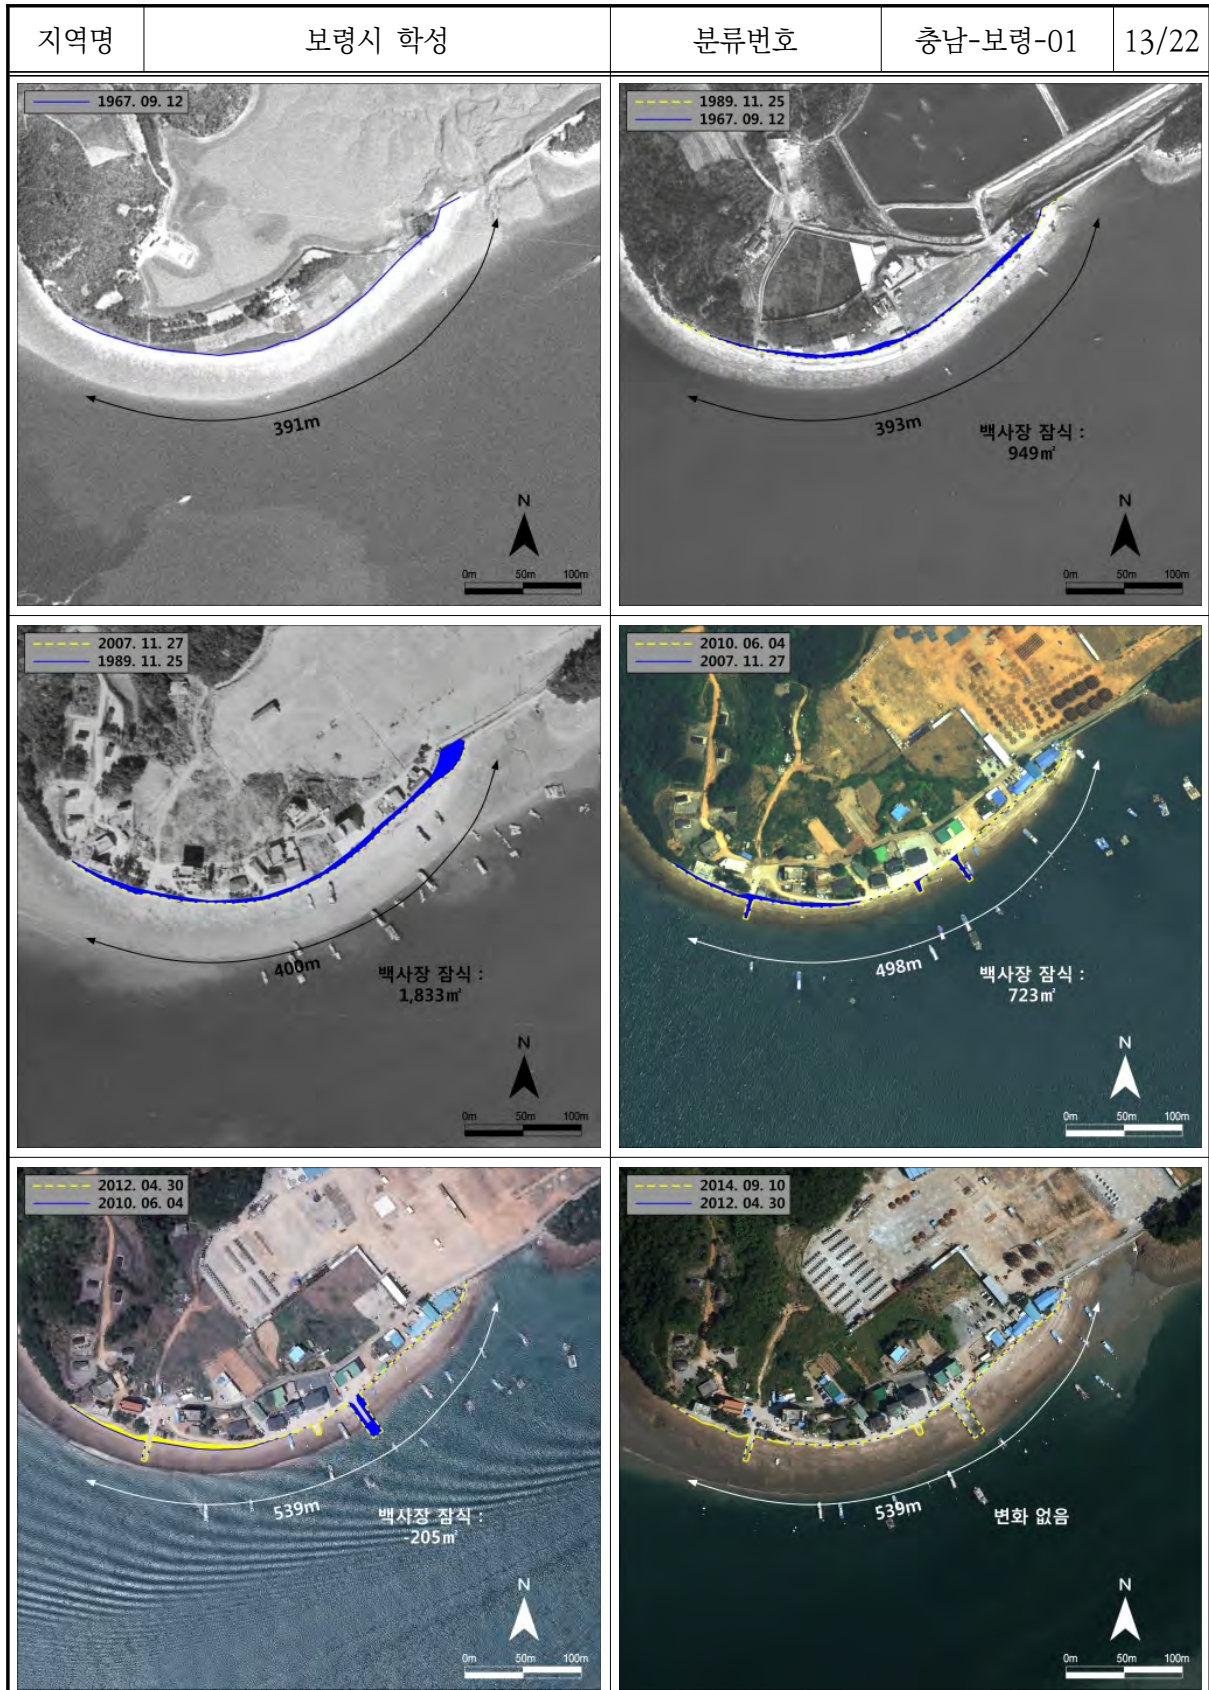 지역명 보령시 학성 분류번호 충남-보령-01 13/22
1967. 09. 12
391m
N
0m 50m 100m
1989. 11. 25
1967. 09. 12
393m
백사장 잠식 :
949㎡
N
0m 50m 100m
2007. 11. 27
1989. 11. 25
400m
백사장 잠식 :
1,833㎡
N
0m 50m 100m
2010. 06. 04
2007. 11. 27
498m
백사장 잠식 :
723㎡
N
0m 50m 100m
2012. 04. 30
2010. 06. 04
539m
백사장 잠식 :
-205㎡
N
0m 50m 100m
2014. 09. 10
2012. 04. 30
539m
변화 없음
N
0m 50m 100m